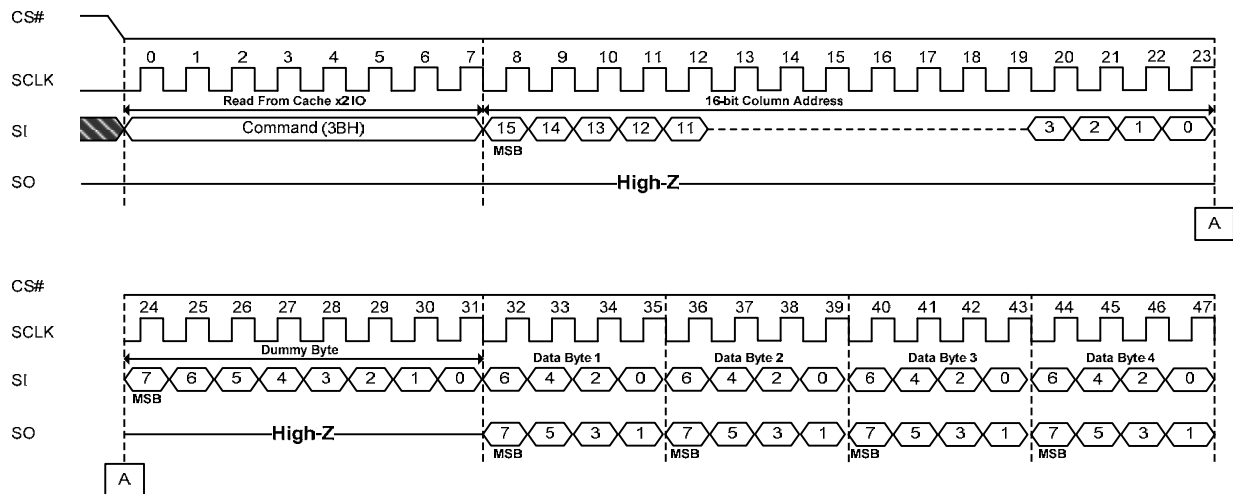 CS#
0 1 2 3 4 5 6 7 8 9 10 11 12 13 14 15 16 17 18 19 20 21 22 23
SCLK
Read From Cache x2 IO 16-bit Column Address
SI Command (3BH) 15 14 13 12 11 3 2 1 0
MSB
SO High-Z
A
CS#
24 25 26 27 28 29 30 31 32 33 34 35 36 37 38 39 40 41 42 43 44 45 46 47
SCLK
Dummy Byte Data Byte 1 Data Byte 2 Data Byte 3 Data Byte 4
SI 7 6 5 4 3 2 1 0 6 4 2 0 6 4 2 0 6 4 2 0 6 4 2 0
MSB
SO High-Z 7 5 3 1 7 5 3 1 7 5 3 1 7 5 3 1
MSB MSB MSB MSB
A